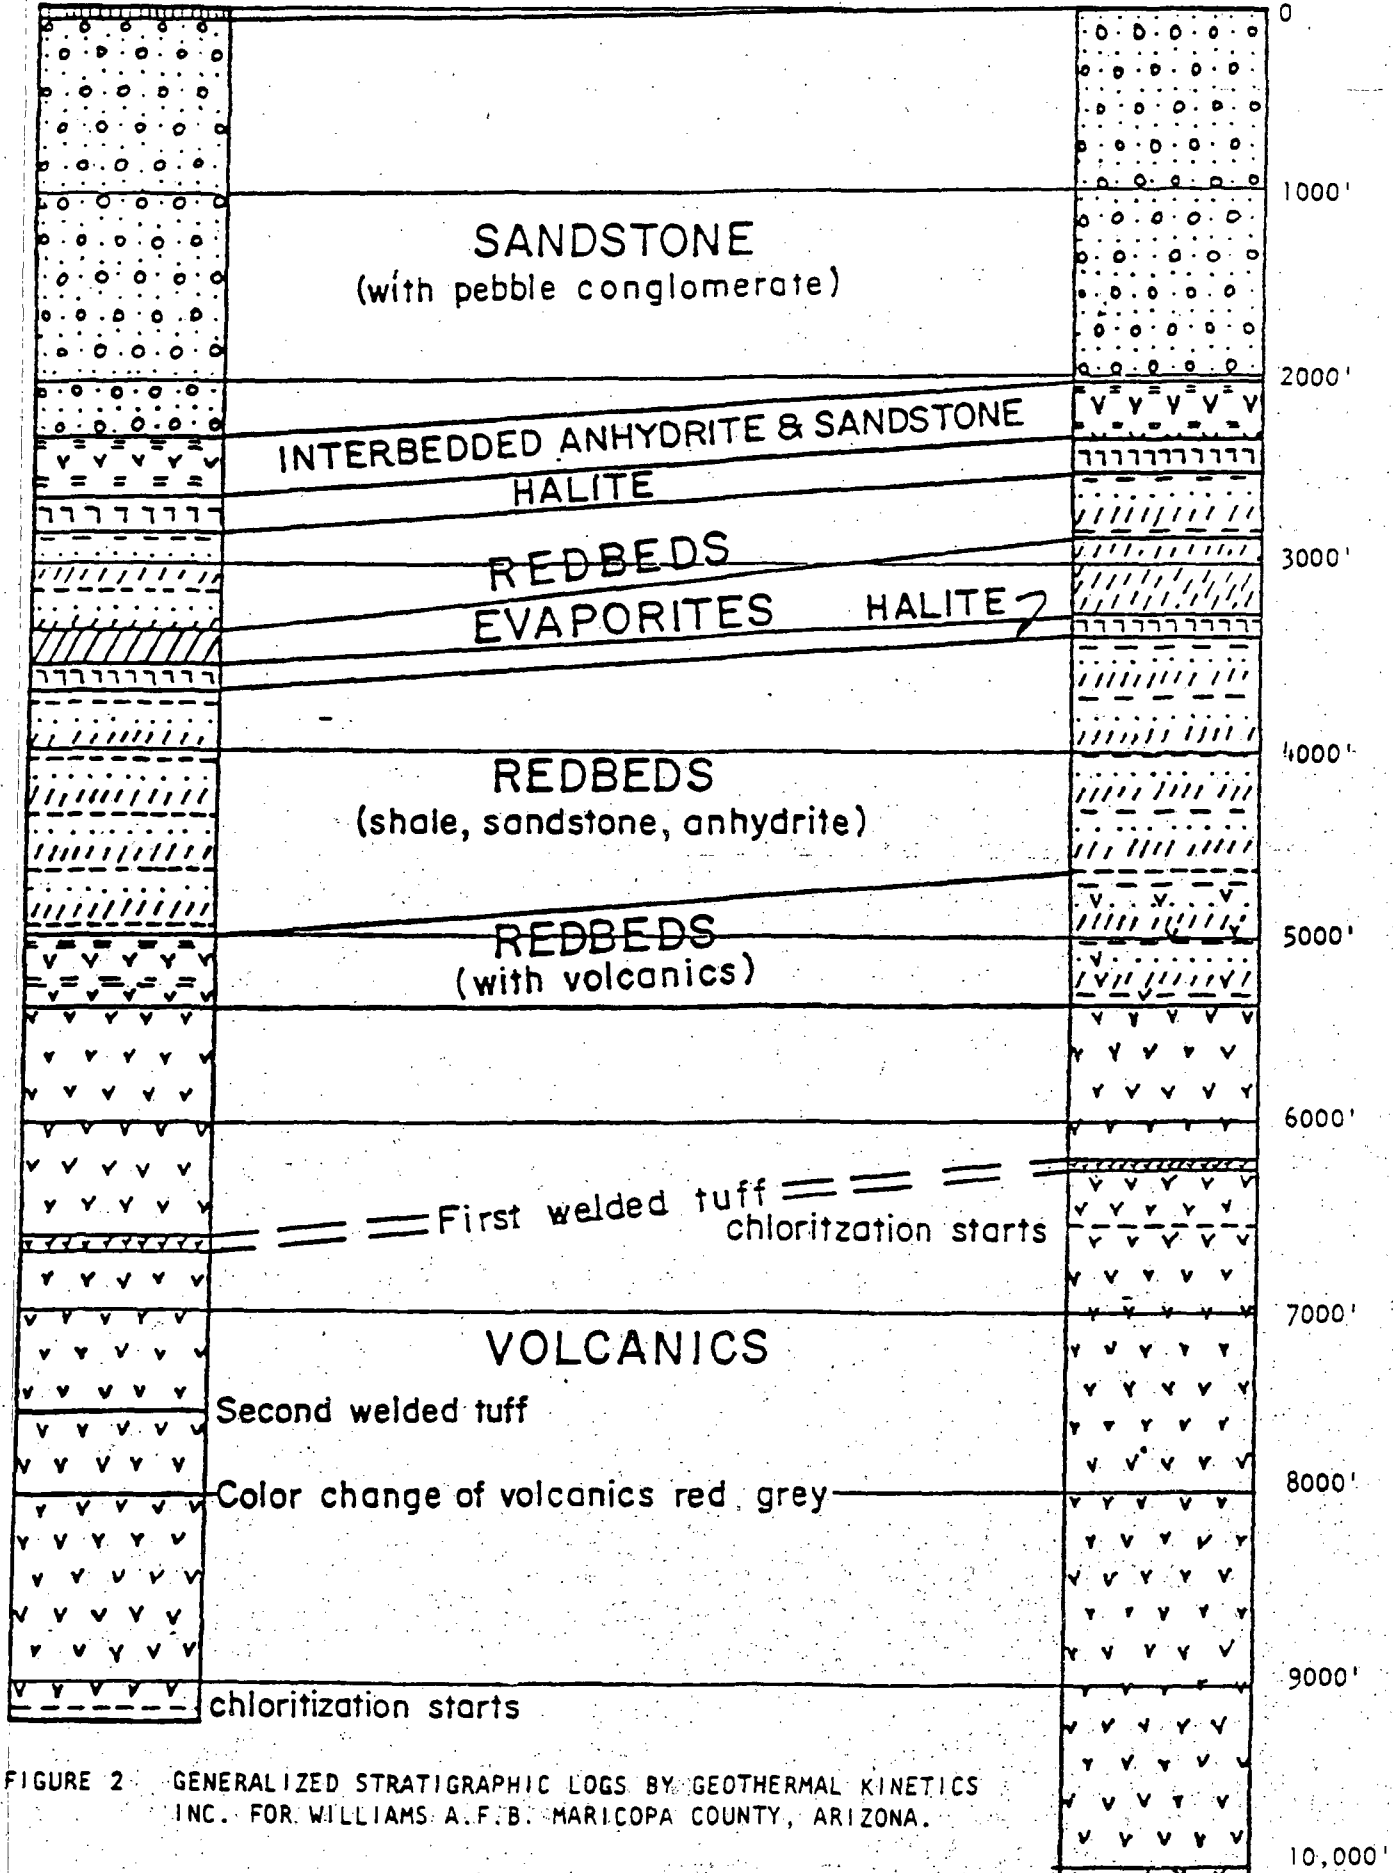 0
1000'
SANDSTONE
(with pebble conglomerate)
2000'
INTERBEDDED ANHYDRITE & SANDSTONE
HALITE
REDBEDS
3000'
EVAPORITES
HALITE
4000'
REDBEDS
(shale, sandstone, anhydrite)
REDBEDS
5000'
(with volcanics)
6000'
First welded tuff
chloritzation starts
7000'
VOLCANICS
Second welded tuff
8000'
Color change of volcanics red, grey
9000'
chloritization starts
FIGURE 2 GENERALIZED STRATIGRAPHIC LOGS BY GEOTHERMAL KINETICS
INC. FOR WILLIAMS A.F.B. MARICOPA COUNTY, ARIZONA.
10,000'